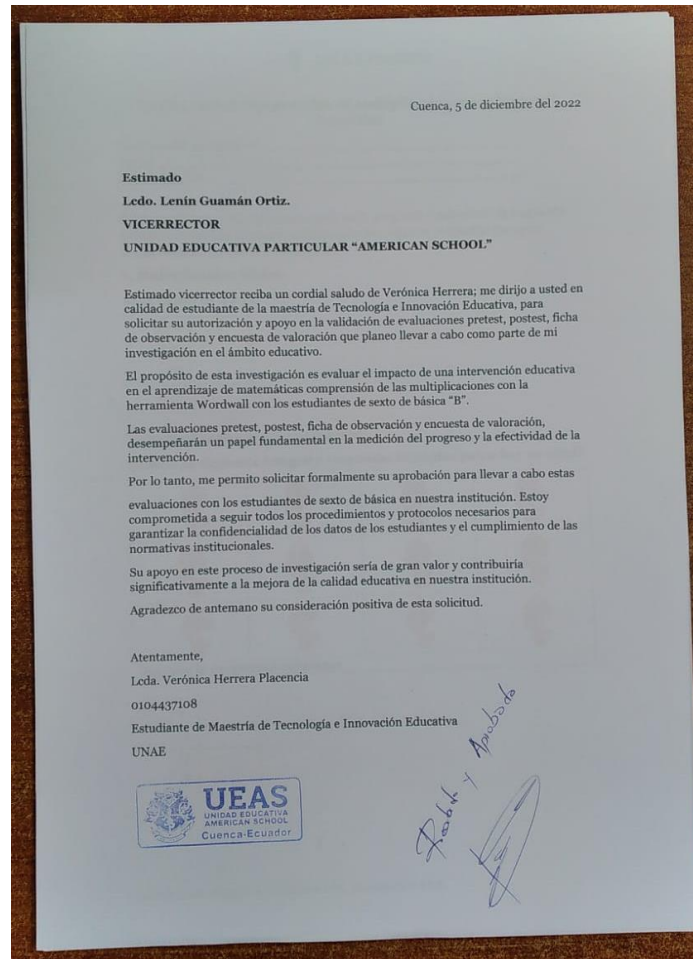 Cuenca, 5 de diciembre del 2022
Estimado
Lcdo. Lenín Guamán Ortiz.
VICERRECTOR
UNIDAD EDUCATIVA PARTICULAR “AMERICAN SCHOOL”
Estimado vicerrector reciba un cordial saludo de Verónica Herrera; me dirijo a usted en
calidad de estudiante de la maestría de Tecnología e Innovación Educativa, para
solicitar su autorización y apoyo en la validación de evaluaciones pretest, postest, ficha
de observación y encuesta de valoración que planeo llevar a cabo como parte de mi
investigación en el ámbito educativo.
El propósito de esta investigación es evaluar el impacto de una intervención educativa
en el aprendizaje de matemáticas comprensión de las multiplicaciones con la
herramienta Wordwall con los estudiantes de sexto de básica “B”.
Las evaluaciones pretest, postest, ficha de observación y encuesta de valoración,
desempeñarán un papel fundamental en la medición del progreso y la efectividad de la
intervención.
Por lo tanto, me permito solicitar formalmente su aprobación para llevar a cabo estas
evaluaciones con los estudiantes de sexto de básica en nuestra institución. Estoy
comprometida a seguir todos los procedimientos y protocolos necesarios para
garantizar la confidencialidad de los datos de los estudiantes y el cumplimiento de las
normativas institucionales.
Su apoyo en este proceso de investigación sería de gran valor y contribuiría
significativamente a la mejora de la calidad educativa en nuestra institución.
Agradezco de antemano su consideración positiva de esta solicitud.
Atentamente,
Lcda. Verónica Herrera Placencia
0104437108
Estudiante de Maestría de Tecnología e Innovación Educativa
UNAE
UEAS
UNIDAD EDUCATIVA
AMERICAN SCHOOL
Cuenca-Ecuador
Recibido y Aprobado